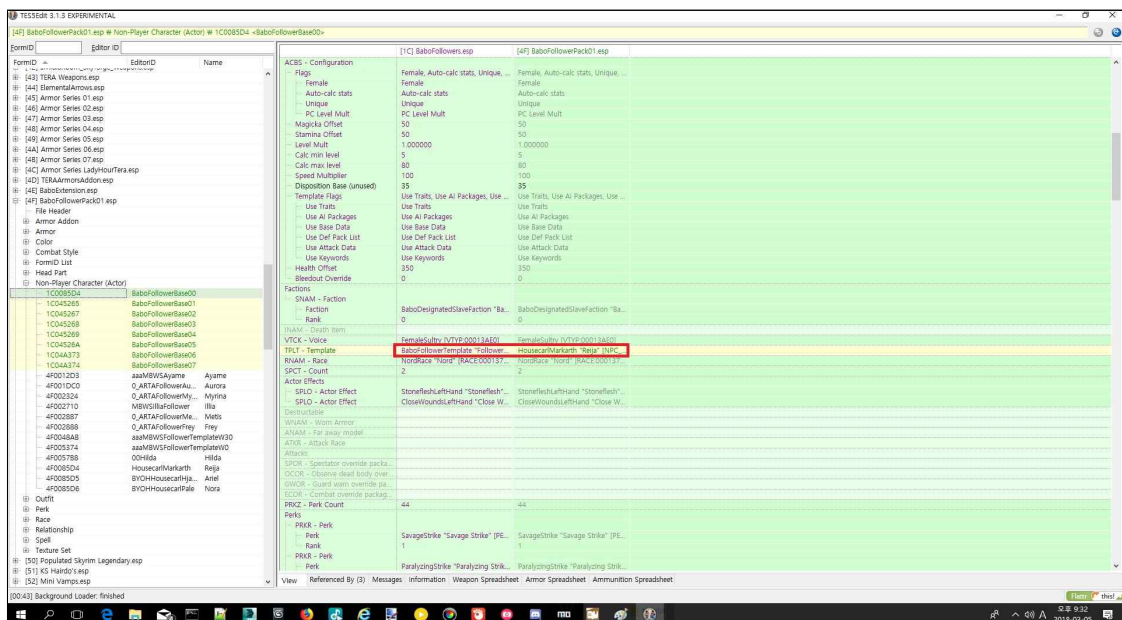 TES5Edit 3.1.3 EXPERIMENTAL
[4F] BaboFollowerPack01.esp \\ Non-Player Character (Actor) \\ 1C0085D4 <BaboFollowerBase00>
FormID
Editor ID
FormID EditorID Name
[43] TERA Weapons.esp
[44] ElementalArrows.esp
[45] Armor Series 01.esp
[46] Armor Series 02.esp
[47] Armor Series 03.esp
[48] Armor Series 04.esp
[49] Armor Series 05.esp
[4A] Armor Series 06.esp
[4B] Armor Series 07.esp
[4C] Armor Series LadyHourTera.esp
[4D] TERAArmorsAddon.esp
[4E] BaboExtension.esp
[4F] BaboFollowerPack01.esp
File Header
Armor Addon
Armor
Color
Combat Style
FormID List
Head Part
Non-Player Character (Actor)
1C0085D4 BaboFollowerBase00
1C045265 BaboFollowerBase01
1C045267 BaboFollowerBase02
1C045268 BaboFollowerBase03
1C045269 BaboFollowerBase04
1C04526A BaboFollowerBase05
1C04A373 BaboFollowerBase06
1C04A374 BaboFollowerBase07
4F0012D3 aaaMBWSAyame Ayame
4F001DC0 0_ARTAFollowerAu... Aurora
4F002324 0_ARTAFollowerMy... Myrina
4F002710 MBWSIlliaFollower Illia
4F002887 0_ARTAFollowerMe... Metis
4F002888 0_ARTAFollowerFrey Frey
4F0048AB aaaMBWSFollowerTemplateW30
4F005374 aaaMBWSFollowerTemplateW0
4F0057B8 00Hilda Hilda
4F0085D4 HousecarlMarkarth Reija
4F0085D5 BYOHHousecarlHja... Ariel
4F0085D6 BYOHHousecarlPale Nora
Outfit
Perk
Race
Relationship
Spell
Texture Set
[50] Populated Skyrim Legendary.esp
[51] KS Hairdo's.esp
[52] Mini Vamps.esp
[1C] BaboFollowers.esp [4F] BaboFollowerPack01.esp
ACBS - Configuration
Flags Female, Auto-calc stats, Unique, ... Female, Auto-calc stats, Unique, ...
Female Female Female
Auto-calc stats Auto-calc stats Auto-calc stats
Unique Unique Unique
PC Level Mult PC Level Mult PC Level Mult
Magicka Offset 50 50
Stamina Offset 50 50
Level Mult 1.000000 1.000000
Calc min level 5 5
Calc max level 80 80
Speed Multiplier 100 100
Disposition Base (unused) 35 35
Template Flags Use Traits, Use AI Packages, Use ... Use Traits, Use AI Packages, Use ...
Use Traits Use Traits Use Traits
Use AI Packages Use AI Packages Use AI Packages
Use Base Data Use Base Data Use Base Data
Use Def Pack List Use Def Pack List Use Def Pack List
Use Attack Data Use Attack Data Use Attack Data
Use Keywords Use Keywords Use Keywords
Health Offset 350 350
Bleedout Override 0 0
Factions
SNAM - Faction
Faction BaboDesignatedSlaveFaction "Ba... BaboDesignatedSlaveFaction "Ba...
Rank 0 0
INAM - Death item
VTCK - Voice FemaleSultry [VTYP:00013AE0] FemaleSultry [VTYP:00013AE0]
TPLT - Template BaboFollowerTemplate "Follower... HousecarlMarkarth "Reija" [NPC_...
RNAM - Race NordRace "Nord" [RACE:000137... NordRace "Nord" [RACE:000137...
SPCT - Count 2 2
Actor Effects
SPLO - Actor Effect StonefleshLeftHand "Stoneflesh"... StonefleshLeftHand "Stoneflesh"...
SPLO - Actor Effect CloseWoundsLeftHand "Close W... CloseWoundsLeftHand "Close W...
Destructable
WNAM - Worn Armor
ANAM - Far away model
ATKR - Attack Race
Attacks
SPOR - Spectator override packa...
OCOR - Observe dead body over...
GWOR - Guard warn override pa...
ECOR - Combat override packag...
PRKZ - Perk Count 44 44
Perks
PRKR - Perk
Perk SavageStrike "Savage Strike" [PE... SavageStrike "Savage Strike" [PE...
Rank 1 1
PRKR - Perk
Perk ParalyzingStrike "Paralyzing Strik... ParalyzingStrike "Paralyzing Strik...
View Referenced By (3) Messages Information Weapon Spreadsheet Armor Spreadsheet Ammunition Spreadsheet
[00:43] Background Loader: finished
Flattr this!
오후 9:32
2018-03-05